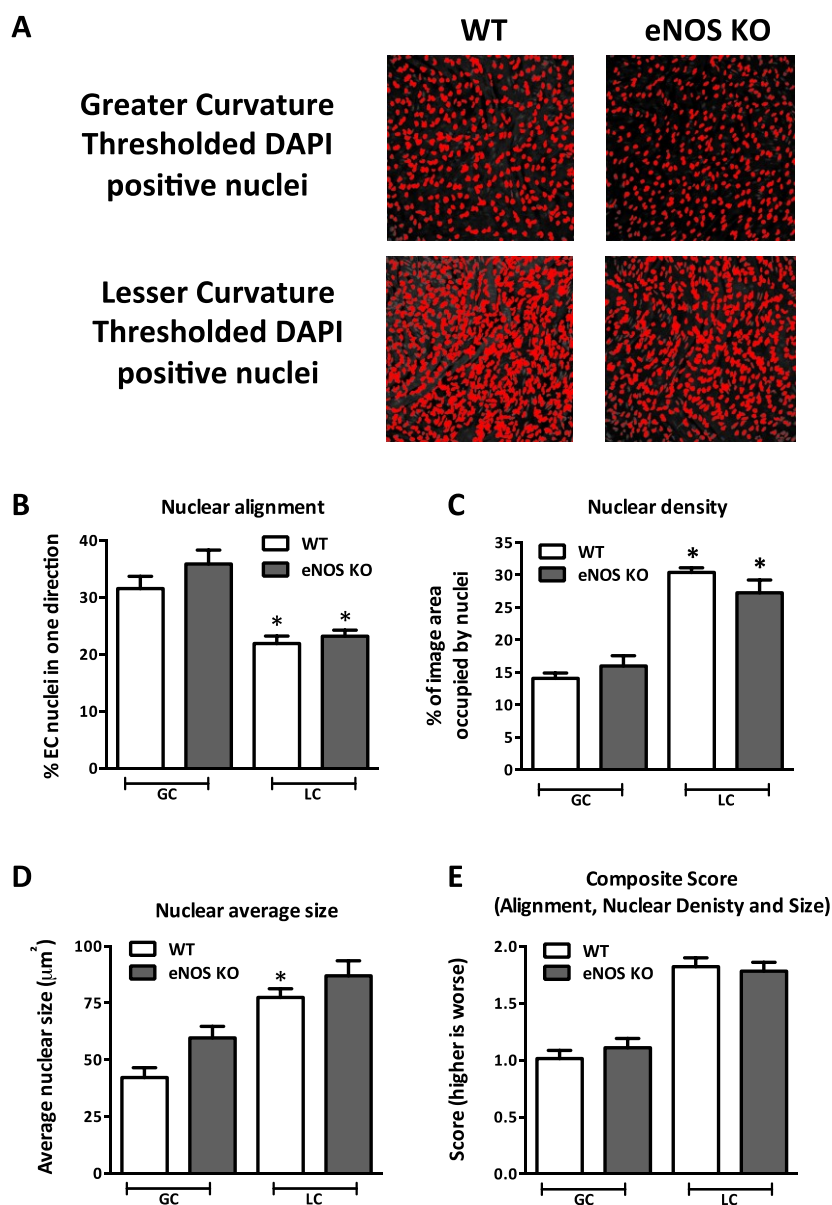 A
WT
eNOS KO
Greater Curvature
Thresholded DAPI
positive nuclei
Lesser Curvature
Thresholded DAPI
positive nuclei
B
Nuclear alignment
% EC nuclei in one direction
40
30
20
10
0
WT
eNOS KO
*
*
GC
LC
C
Nuclear density
% of image area
occupied by nuclei
35
30
25
20
15
10
5
0
WT
eNOS KO
*
*
GC
LC
D
Nuclear average size
Average nuclear size (µm²)
100
75
50
25
0
WT
eNOS KO
*
GC
LC
E
Composite Score
(Alignment, Nuclear Denisty and Size)
Score (higher is worse)
2.0
1.5
1.0
0.5
0.0
WT
eNOS KO
GC
LC